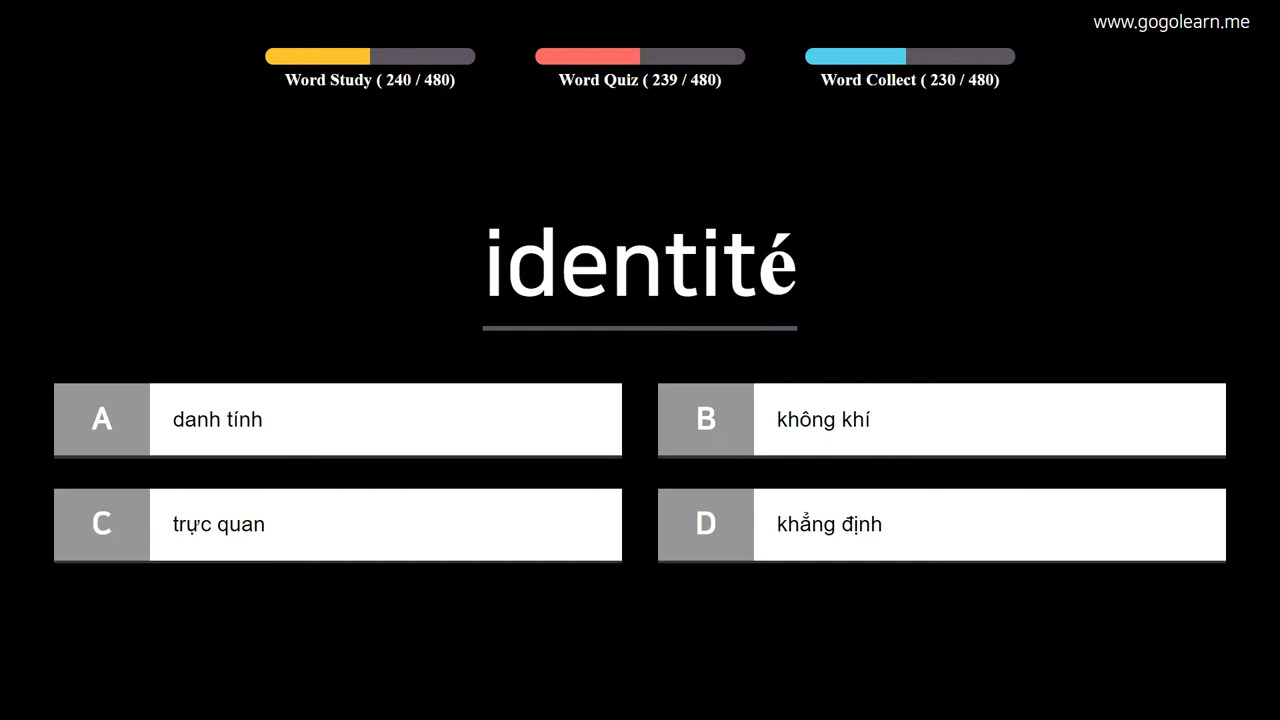 www.gogolearn.me
Word Study ( 240 / 480)
Word Quiz ( 239 / 480)
Word Collect ( 230 / 480)
identité
A danh tính
B không khí
C trực quan
D khẳng định